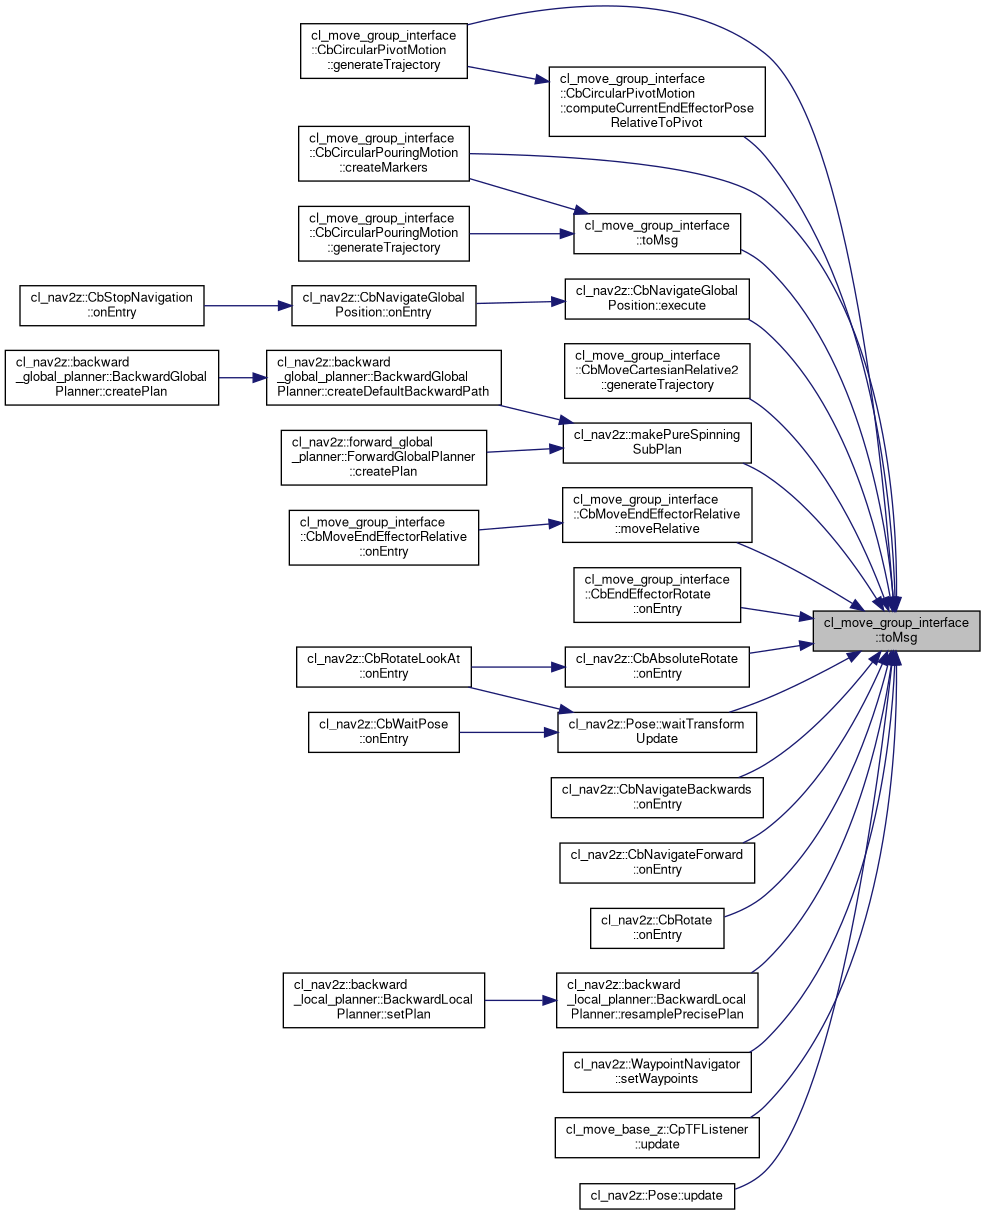 cl_move_group_interface
::CbCircularPivotMotion
::generateTrajectory
cl_move_group_interface
::CbCircularPivotMotion
::computeCurrentEndEffectorPose
RelativeToPivot
cl_move_group_interface
::CbCircularPouringMotion
::createMarkers
cl_move_group_interface
::CbCircularPouringMotion
::generateTrajectory
cl_move_group_interface
::toMsg
cl_nav2z::CbStopNavigation
::onEntry
cl_nav2z::CbNavigateGlobal
Position::onEntry
cl_nav2z::CbNavigateGlobal
Position::execute
cl_move_group_interface
::CbMoveCartesianRelative2
::generateTrajectory
cl_nav2z::backward
_global_planner::BackwardGlobal
Planner::createPlan
cl_nav2z::backward
_global_planner::BackwardGlobal
Planner::createDefaultBackwardPath
cl_nav2z::makePureSpinning
SubPlan
cl_nav2z::forward_global
_planner::ForwardGlobalPlanner
::createPlan
cl_move_group_interface
::CbMoveEndEffectorRelative
::onEntry
cl_move_group_interface
::CbMoveEndEffectorRelative
::moveRelative
cl_move_group_interface
::CbEndEffectorRotate
::onEntry
cl_move_group_interface
::toMsg
cl_nav2z::CbRotateLookAt
::onEntry
cl_nav2z::CbAbsoluteRotate
::onEntry
cl_nav2z::CbWaitPose
::onEntry
cl_nav2z::Pose::waitTransform
Update
cl_nav2z::CbNavigateBackwards
::onEntry
cl_nav2z::CbNavigateForward
::onEntry
cl_nav2z::CbRotate
::onEntry
cl_nav2z::backward
_local_planner::BackwardLocal
Planner::setPlan
cl_nav2z::backward
_local_planner::BackwardLocal
Planner::resamplePrecisePlan
cl_nav2z::WaypointNavigator
::setWaypoints
cl_move_base_z::CpTFListener
::update
cl_nav2z::Pose::update